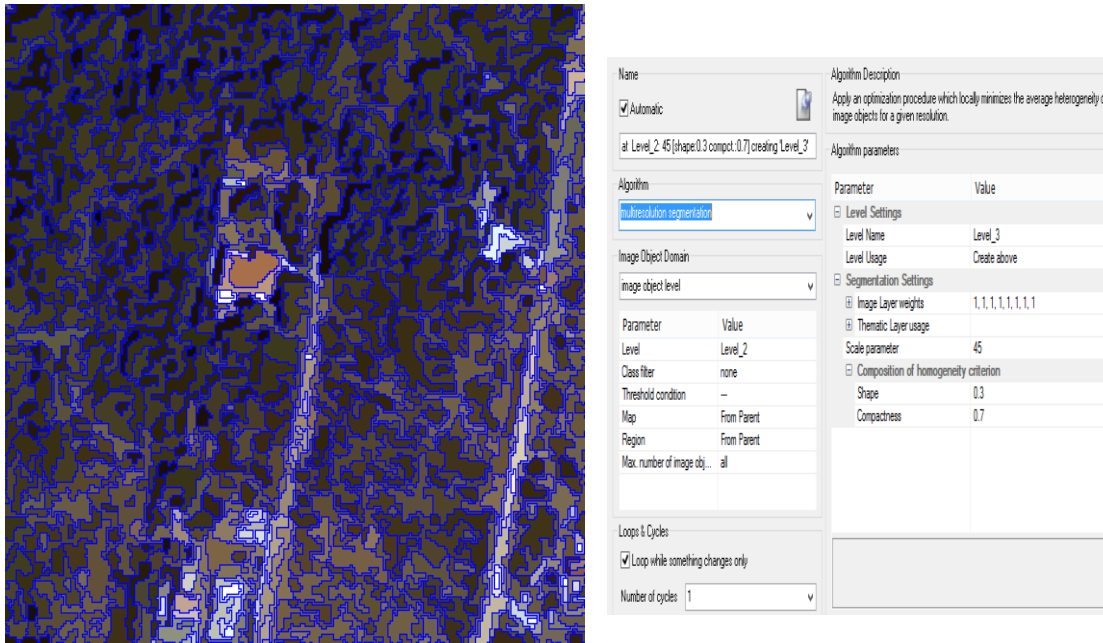 Name
Automatic
at Level_2: 45 [shape:0.3 compct.:0.7] creating 'Level_3'
Algorithm
multiresolution segmentation
Image Object Domain
image object level
Parameter Value
Level Level_2
Class filter none
Threshold condition —
Map From Parent
Region From Parent
Max. number of image obj... all
Loops & Cycles
Loop while something changes only
Number of cycles 1
Algorithm Description
Apply an optimization procedure which locally minimizes the average heterogeneity
image objects for a given resolution.
Algorithm parameters
Parameter Value
Level Settings
Level Name Level_3
Level Usage Create above
Segmentation Settings
Image Layer weights 1, 1, 1, 1, 1, 1, 1, 1
Thematic Layer usage
Scale parameter 45
Composition of homogeneity criterion
Shape 0.3
Compactness 0.7